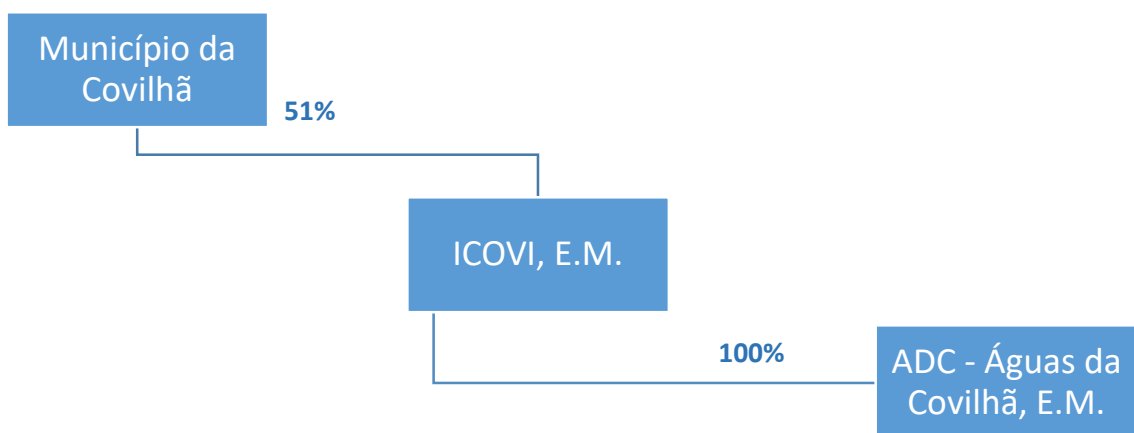 Município da
Covilhã
51%
ICOVI, E.M.
100%
ADC - Águas da
Covilhã, E.M.